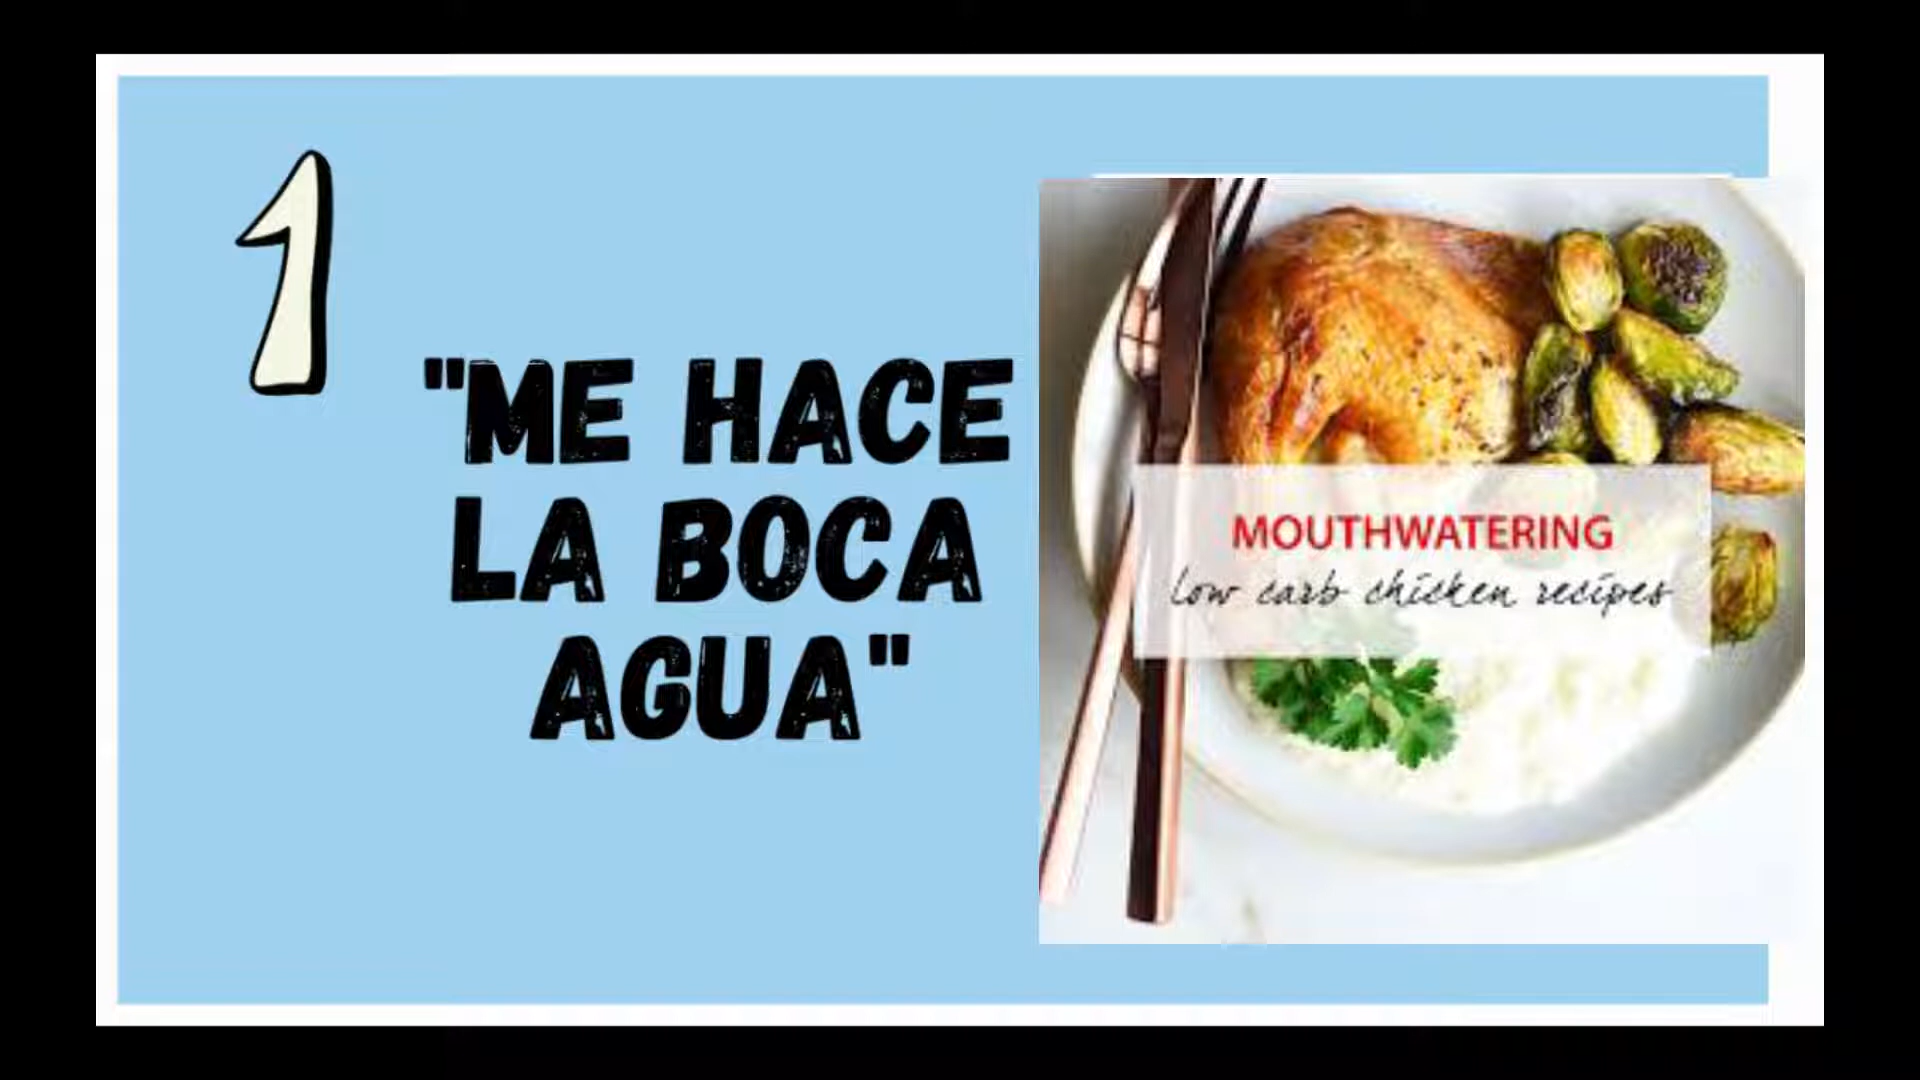 1
"ME HACE
LA BOCA
AGUA"
MOUTHWATERING
low carb chicken recipes